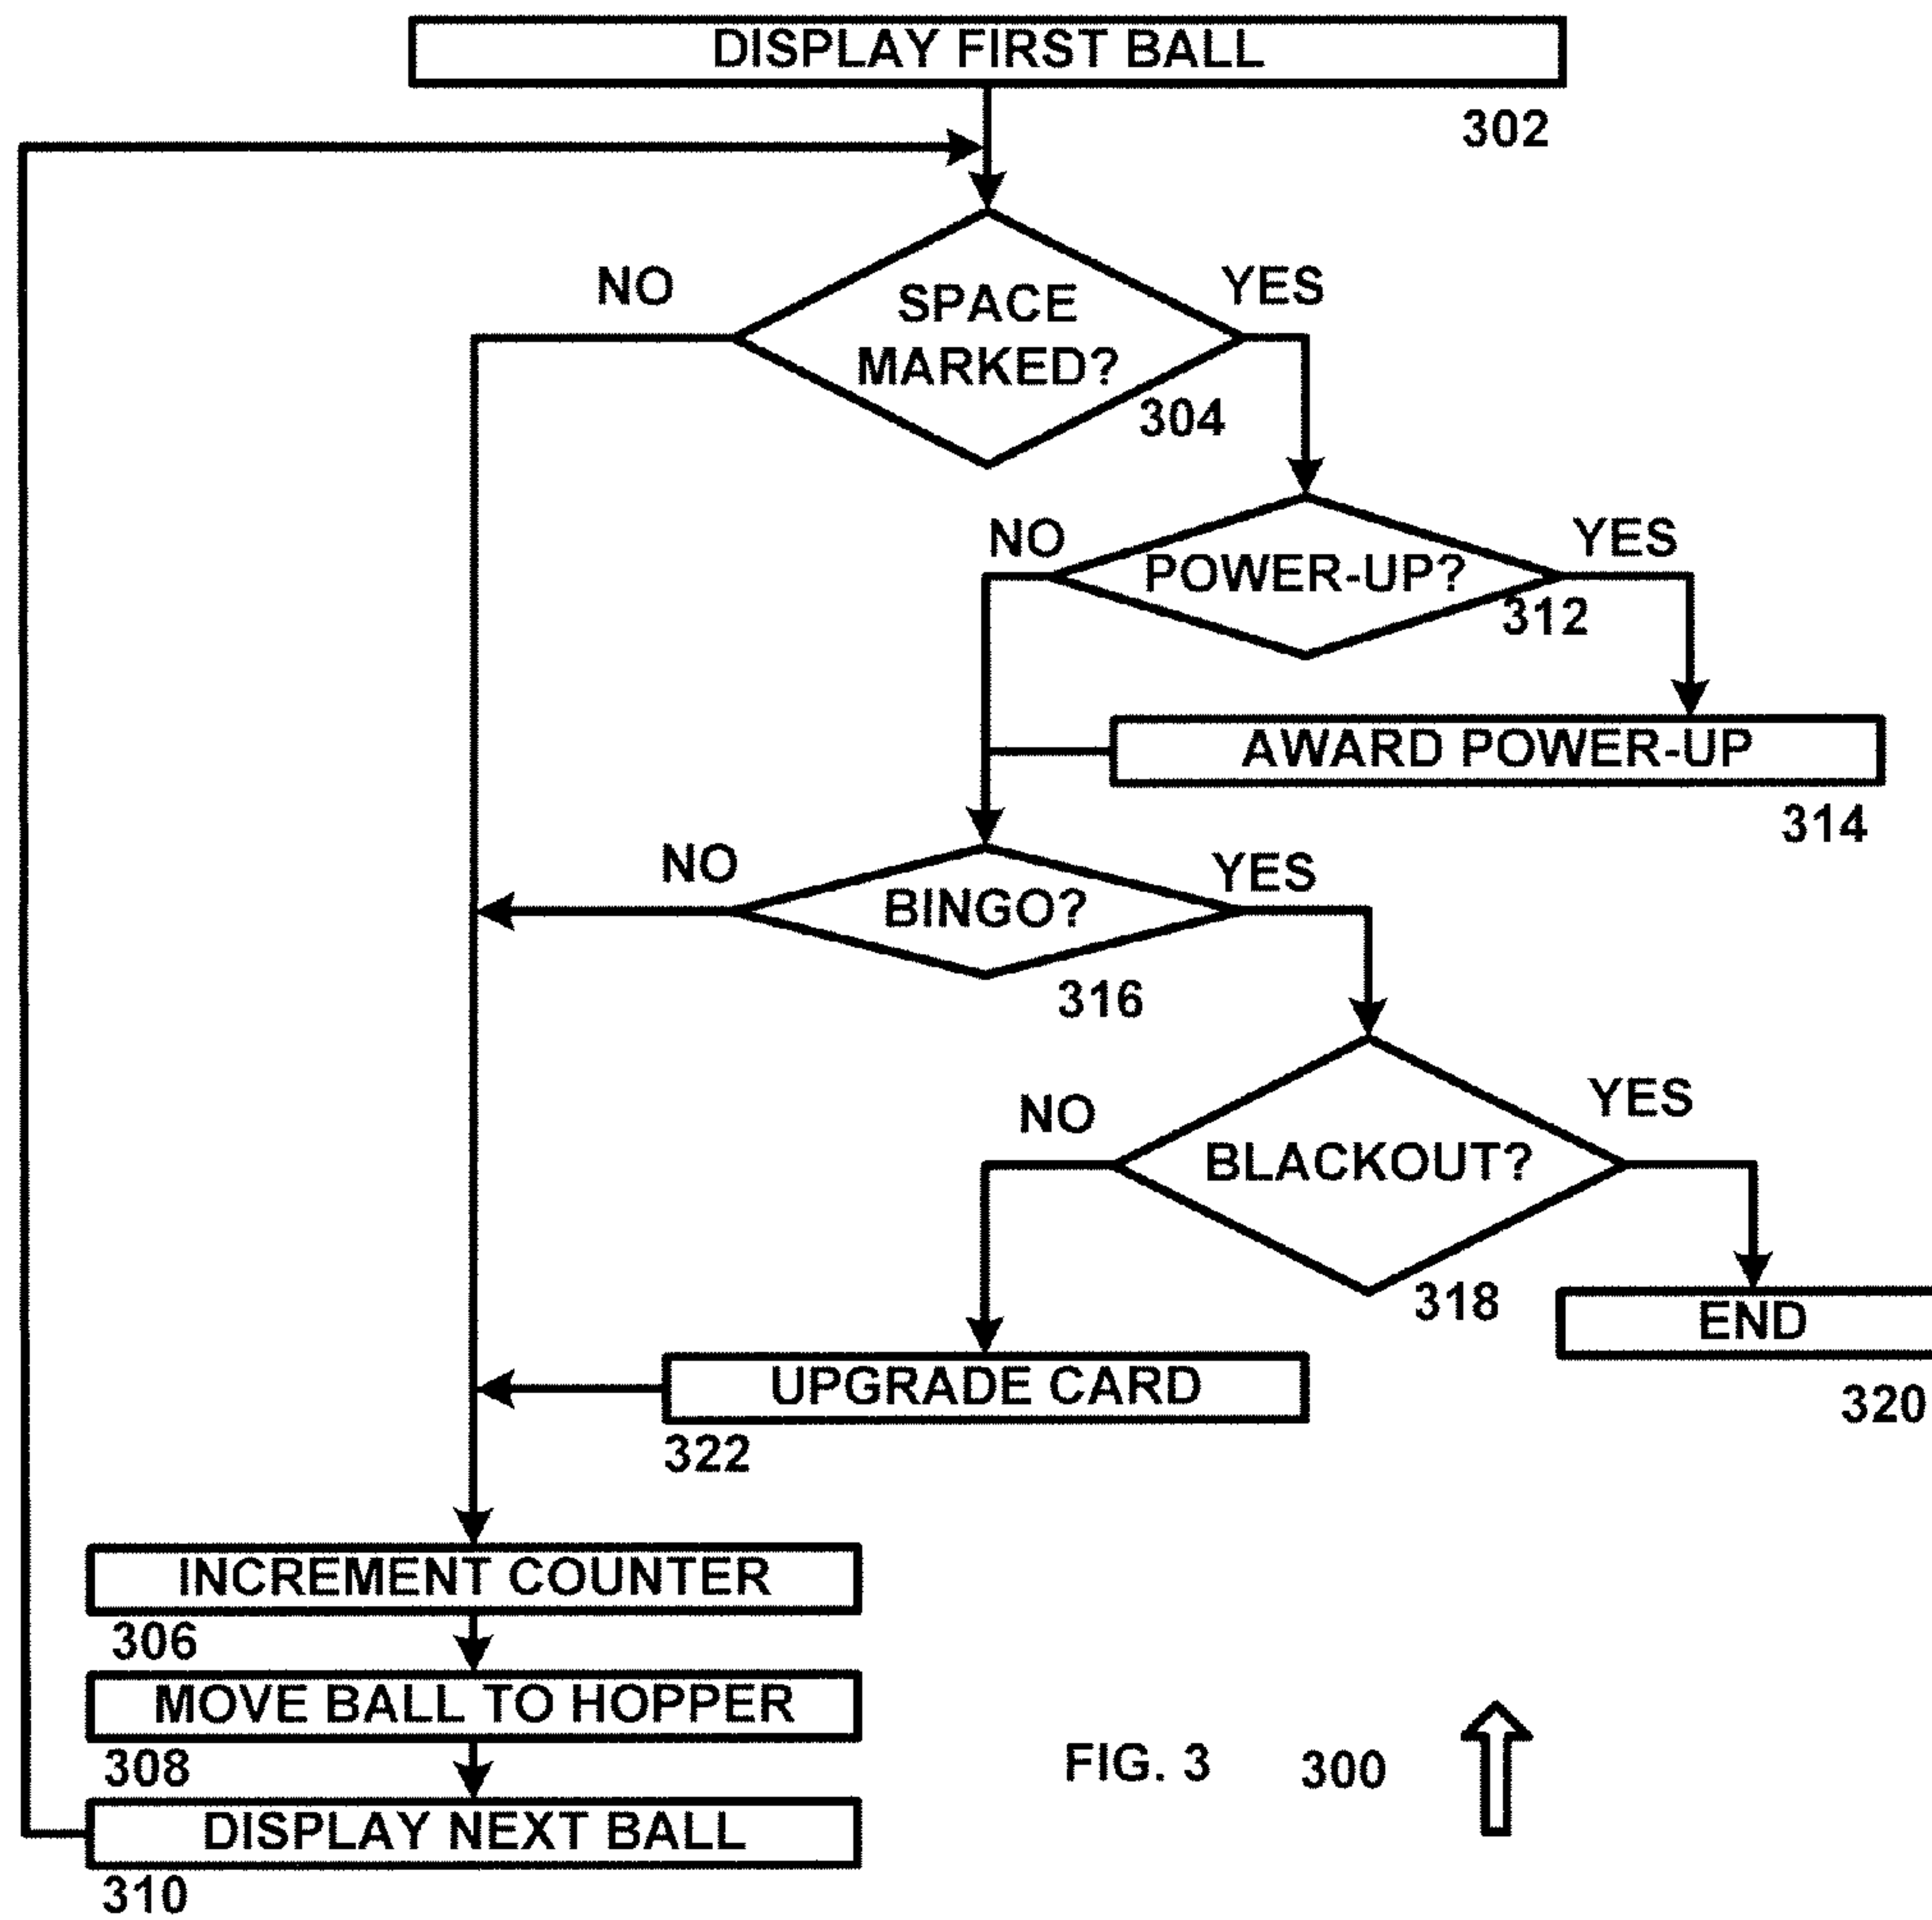 DISPLAY FIRST BALL
302
NO
YES
SPACE
MARKED?
304
NO
YES
POWER-UP?
312
AWARD POWER-UP
314
NO
YES
BINGO?
316
NO
YES
BLACKOUT?
318
END
320
UPGRADE CARD
322
INCREMENT COUNTER
306
MOVE BALL TO HOPPER
308
DISPLAY NEXT BALL
310
FIG. 3 300